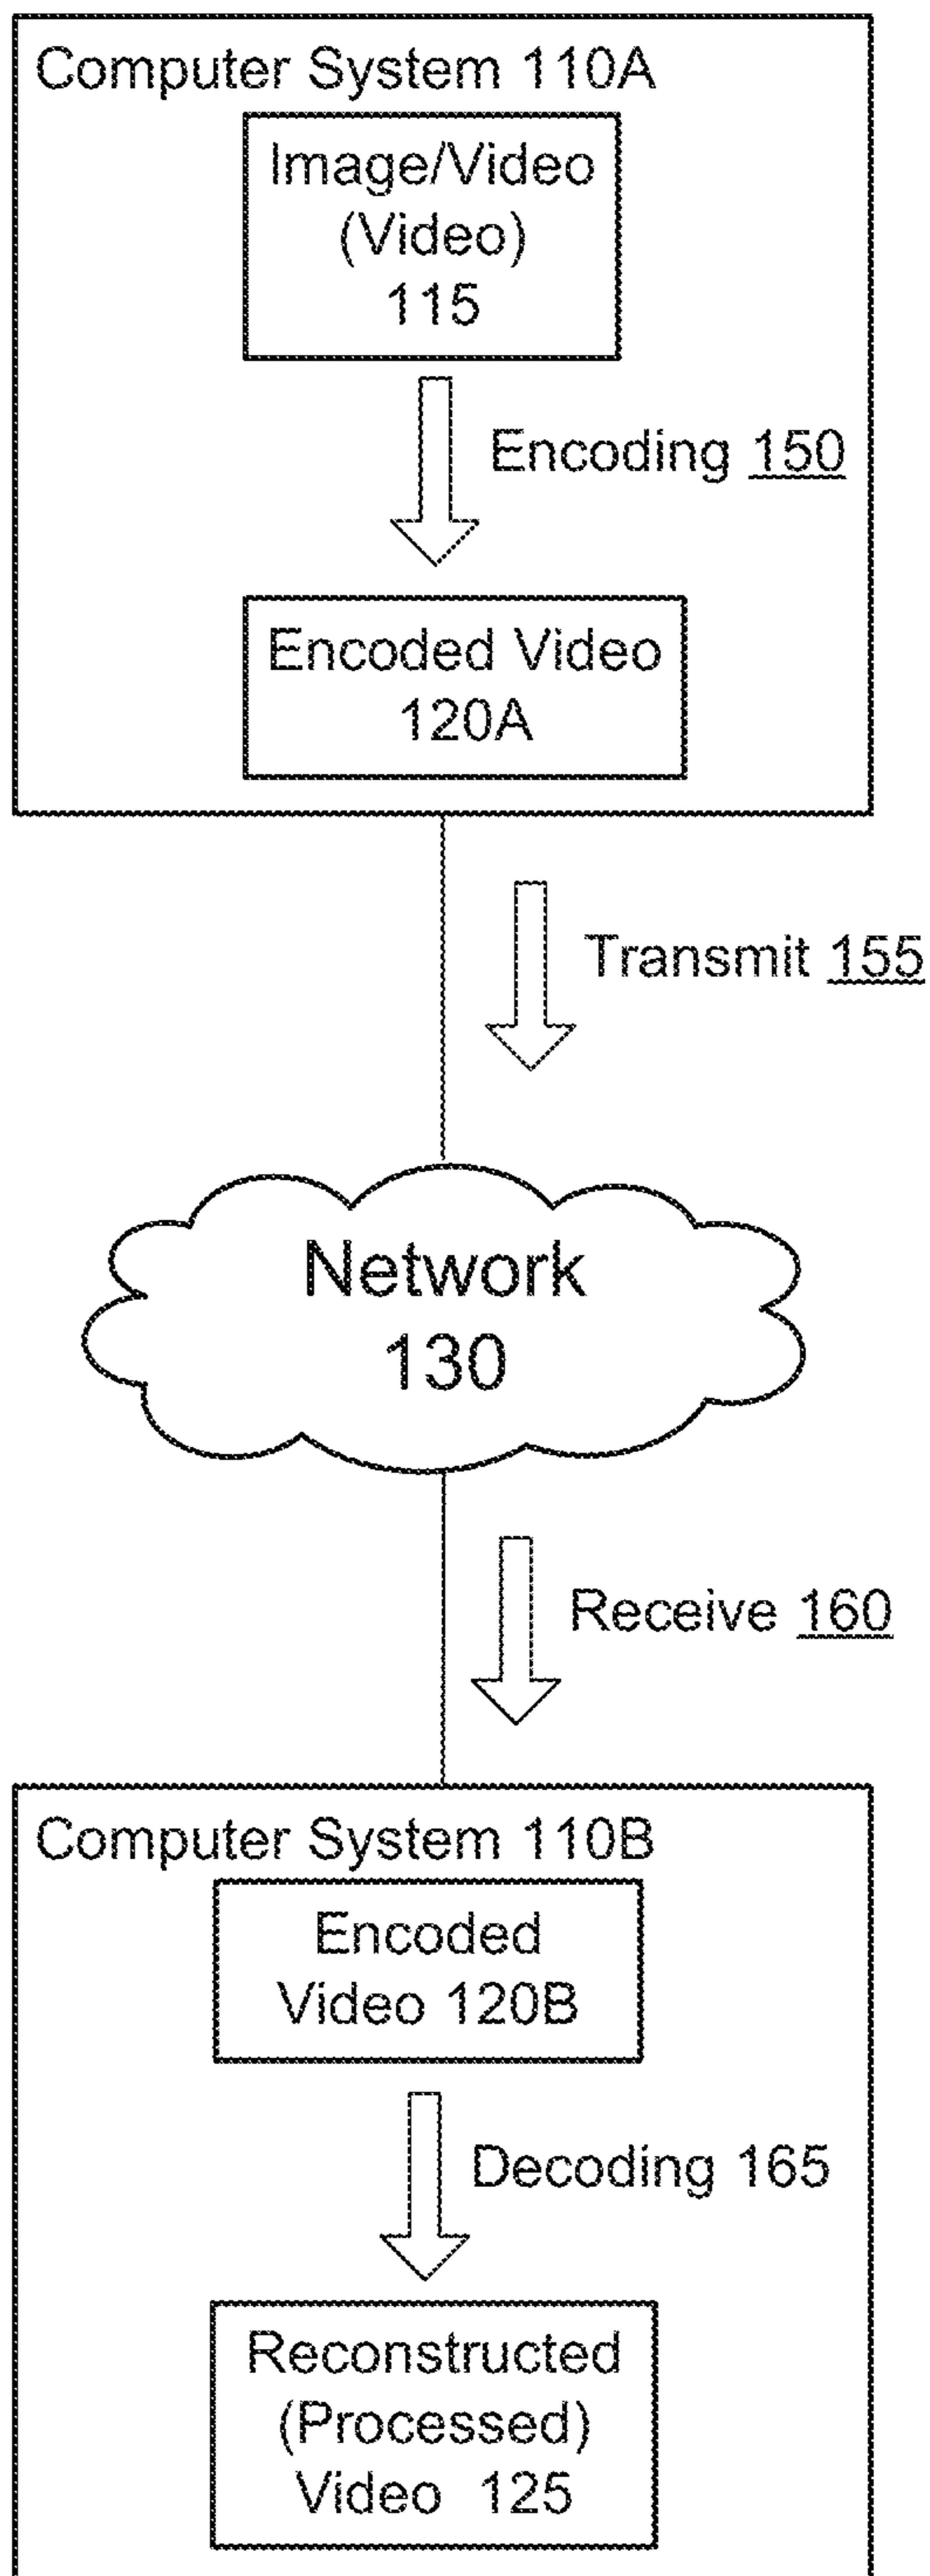 Computer System 110A
Image/Video
(Video)
115
Encoding 150
Encoded Video
120A
Transmit 155
Network
130
Receive 160
Computer System 110B
Encoded
Video 120B
Decoding 165
Reconstructed
(Processed)
Video 125